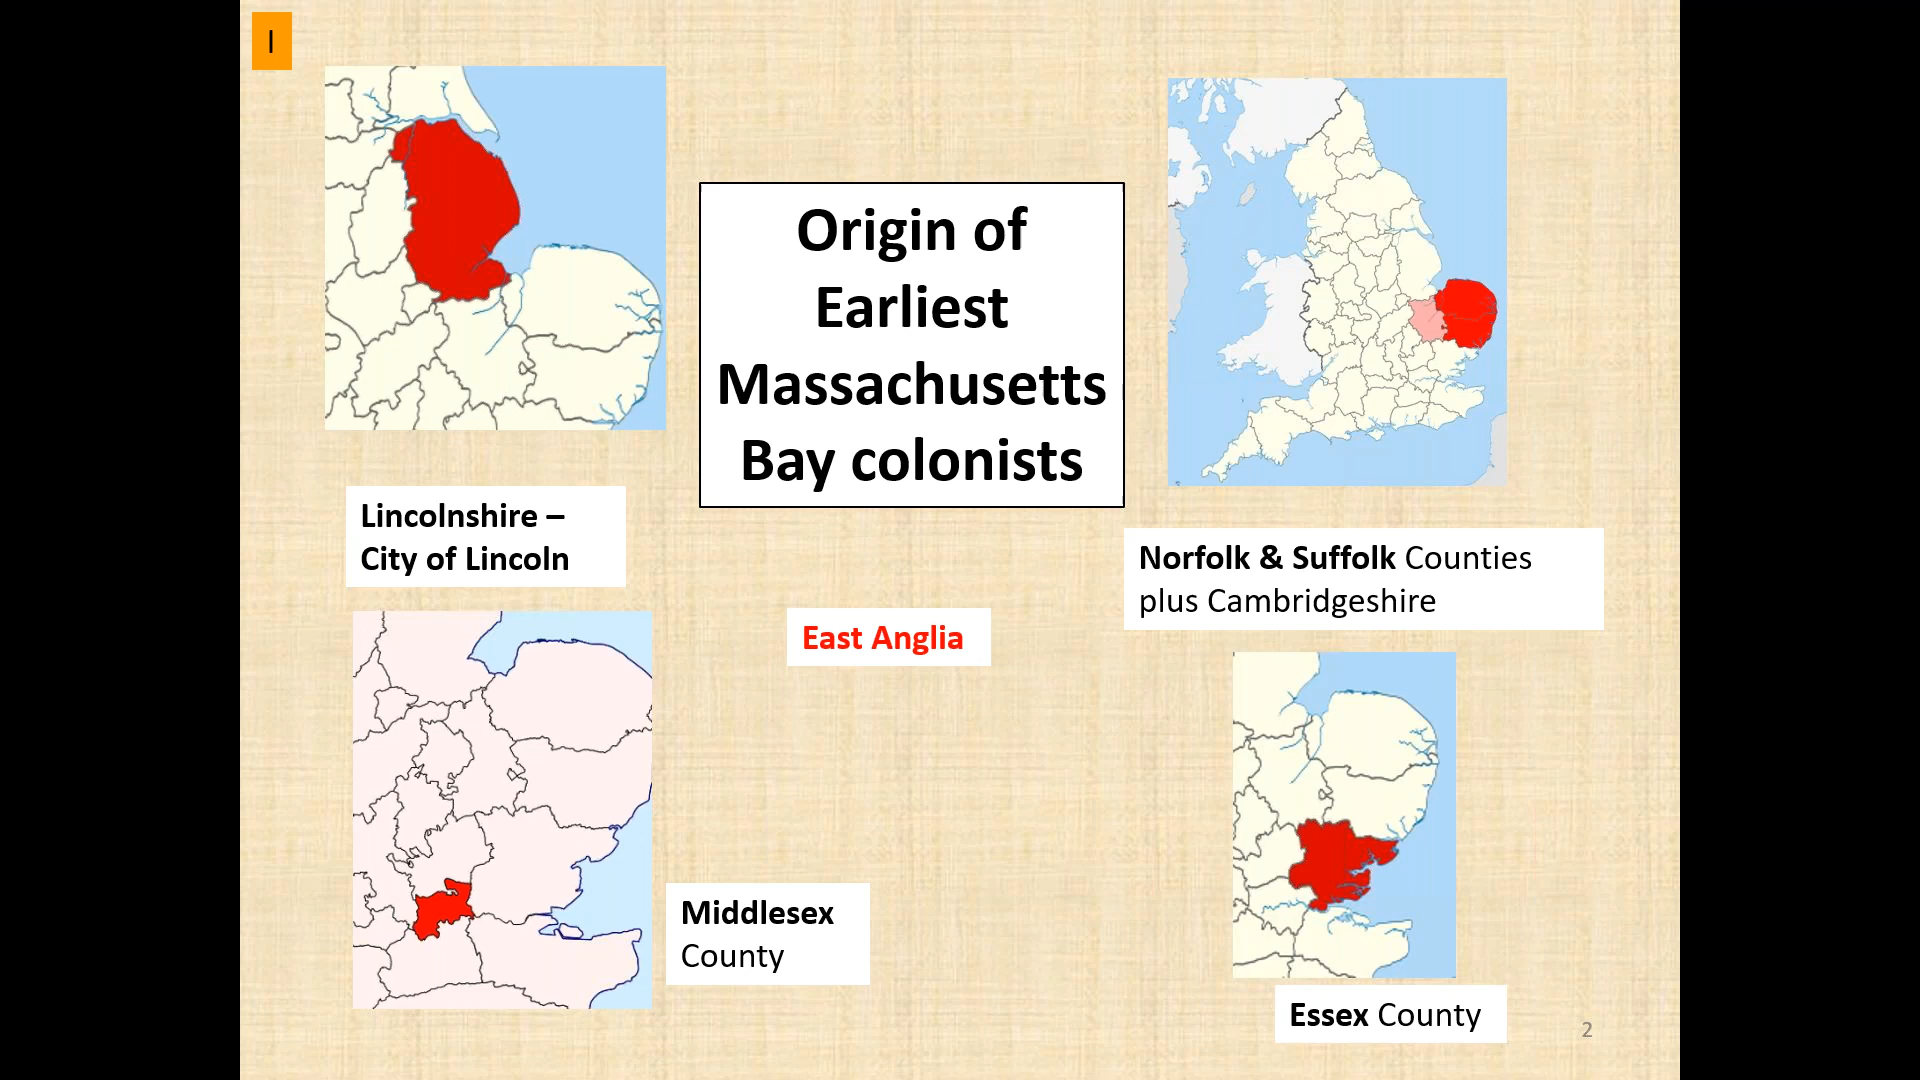 I
Origin of
Earliest
Massachusetts
Bay colonists
Lincolnshire –
City of Lincoln
Norfolk & Suffolk Counties
plus Cambridgeshire
East Anglia
Middlesex
County
Essex County
2